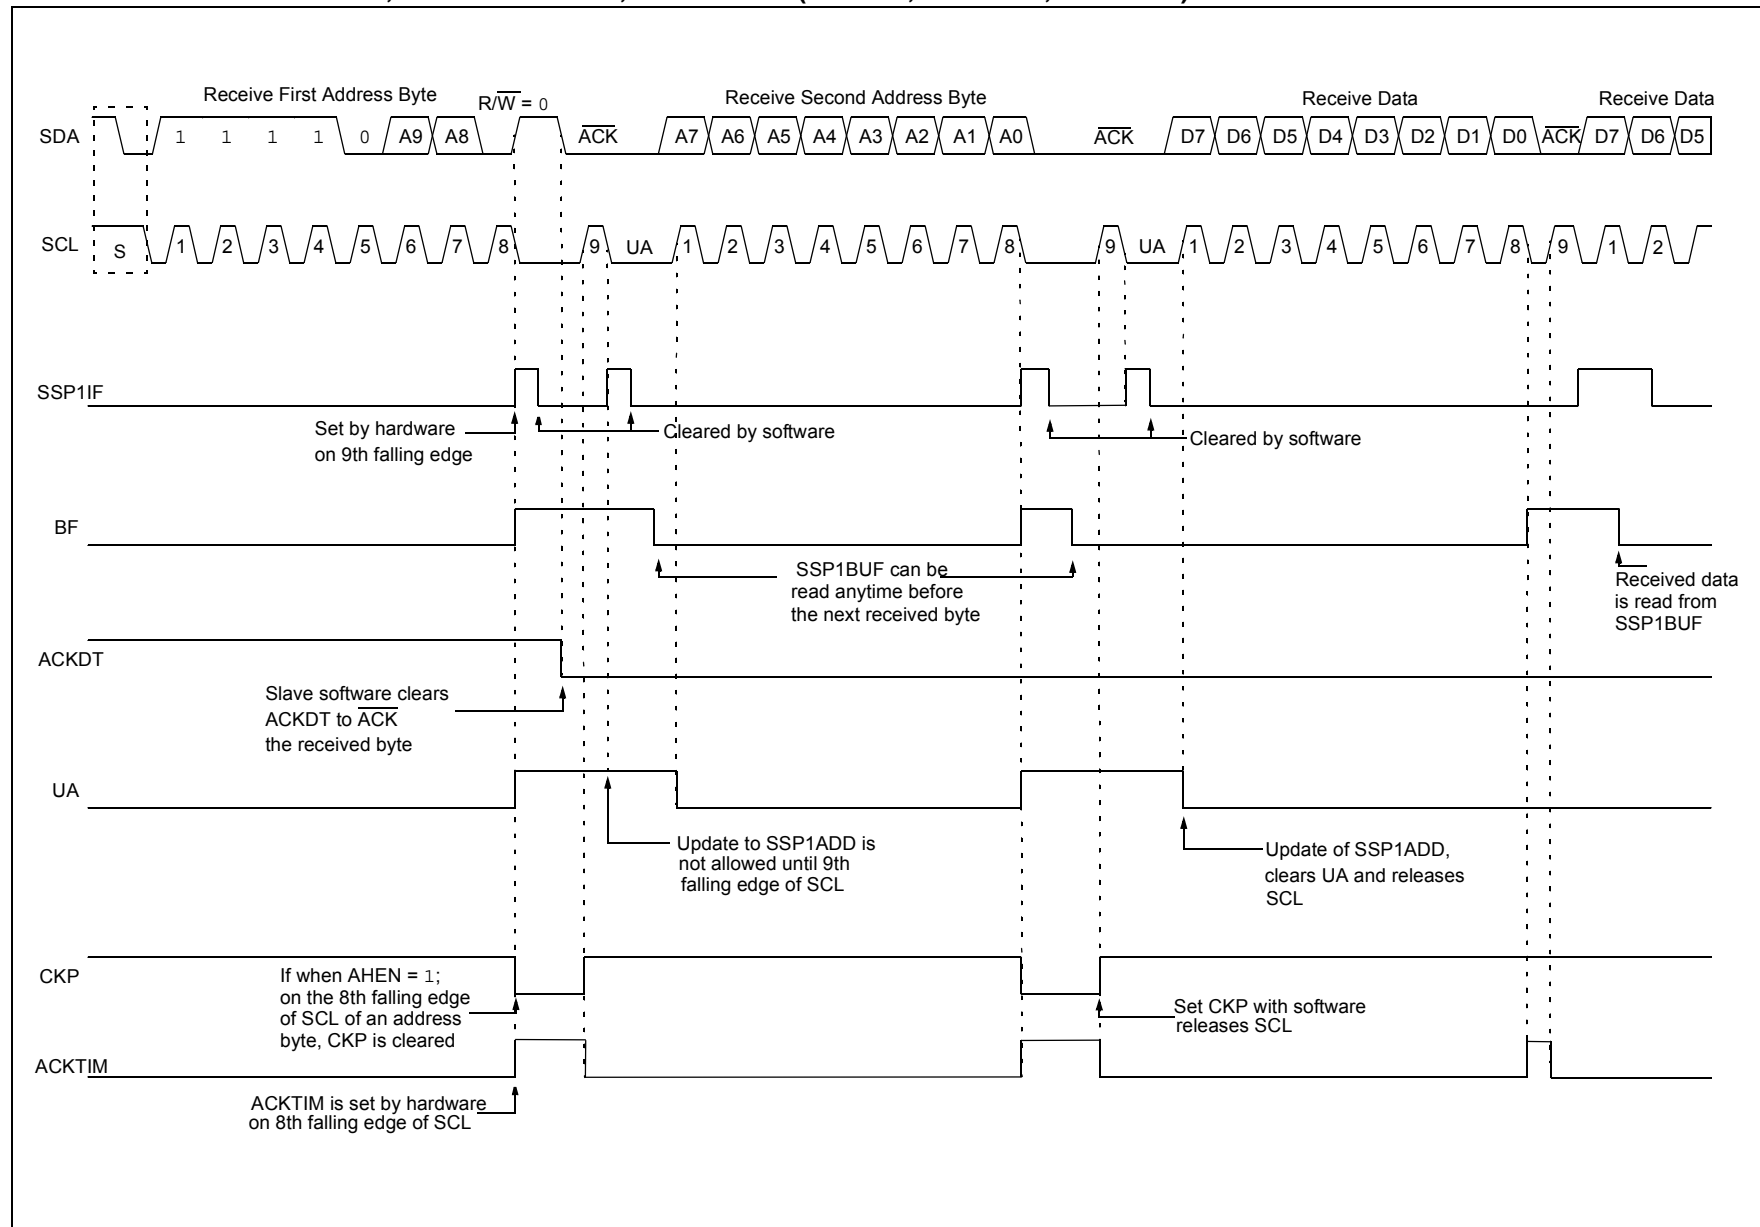 Receive First Address Byte
R/W = 0
Receive Second Address Byte
Receive Data
Receive Data
SDA
1 1 1 1 0 A9 A8
ACK
A7 A6 A5 A4 A3 A2 A1 A0
ACK
D7 D6 D5 D4 D3 D2 D1 D0
ACK
D7 D6 D5
SCL
S
1 2 3 4 5 6 7 8 9 UA 1 2 3 4 5 6 7 8 9 UA 1 2 3 4 5 6 7 8 9 1 2
SSP1IF
Set by hardware
on 9th falling edge
Cleared by software
Cleared by software
BF
SSP1BUF can be
read anytime before
the next received byte
Received data
is read from
SSP1BUF
ACKDT
Slave software clears
ACKDT to ACK
the received byte
UA
Update to SSP1ADD is
not allowed until 9th
falling edge of SCL
Update of SSP1ADD,
clears UA and releases
SCL
CKP
If when AHEN = 1;
on the 8th falling edge
of SCL of an address
byte, CKP is cleared
Set CKP with software
releases SCL
ACKTIM
ACKTIM is set by hardware
on 8th falling edge of SCL